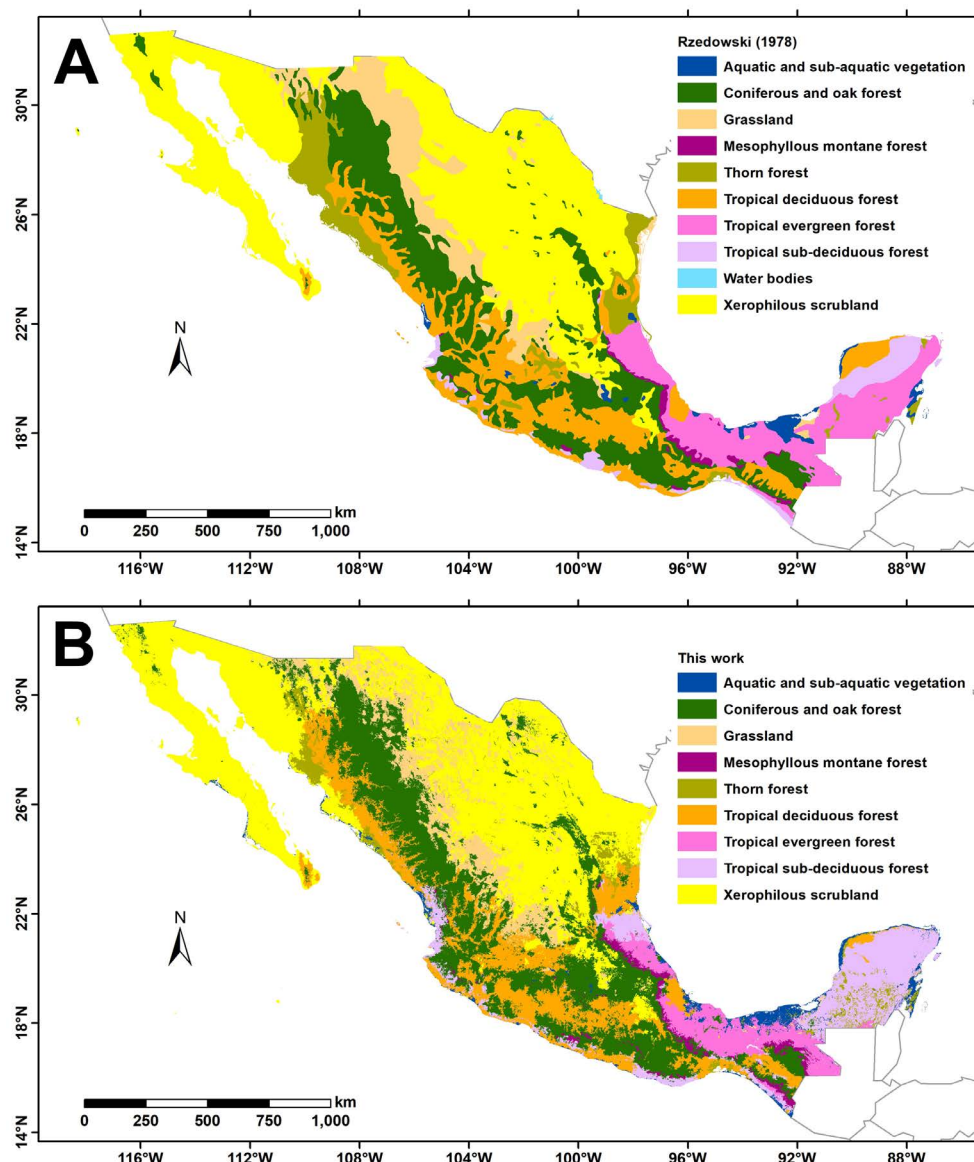 A
Rzedowski (1978)
Aquatic and sub-aquatic vegetation
Coniferous and oak forest
Grassland
Mesophyllous montane forest
Thorn forest
Tropical deciduous forest
Tropical evergreen forest
Tropical sub-deciduous forest
Water bodies
Xerophilous scrubland
30°N
26°N
22°N
18°N
14°N
N
km
0 250 500 750 1,000
116°W 112°W 108°W 104°W 100°W 96°W 92°W 88°W
B
This work
Aquatic and sub-aquatic vegetation
Coniferous and oak forest
Grassland
Mesophyllous montane forest
Thorn forest
Tropical deciduous forest
Tropical evergreen forest
Tropical sub-deciduous forest
Xerophilous scrubland
30°N
26°N
22°N
18°N
14°N
N
km
0 250 500 750 1,000
116°W 112°W 108°W 104°W 100°W 96°W 92°W 88°W